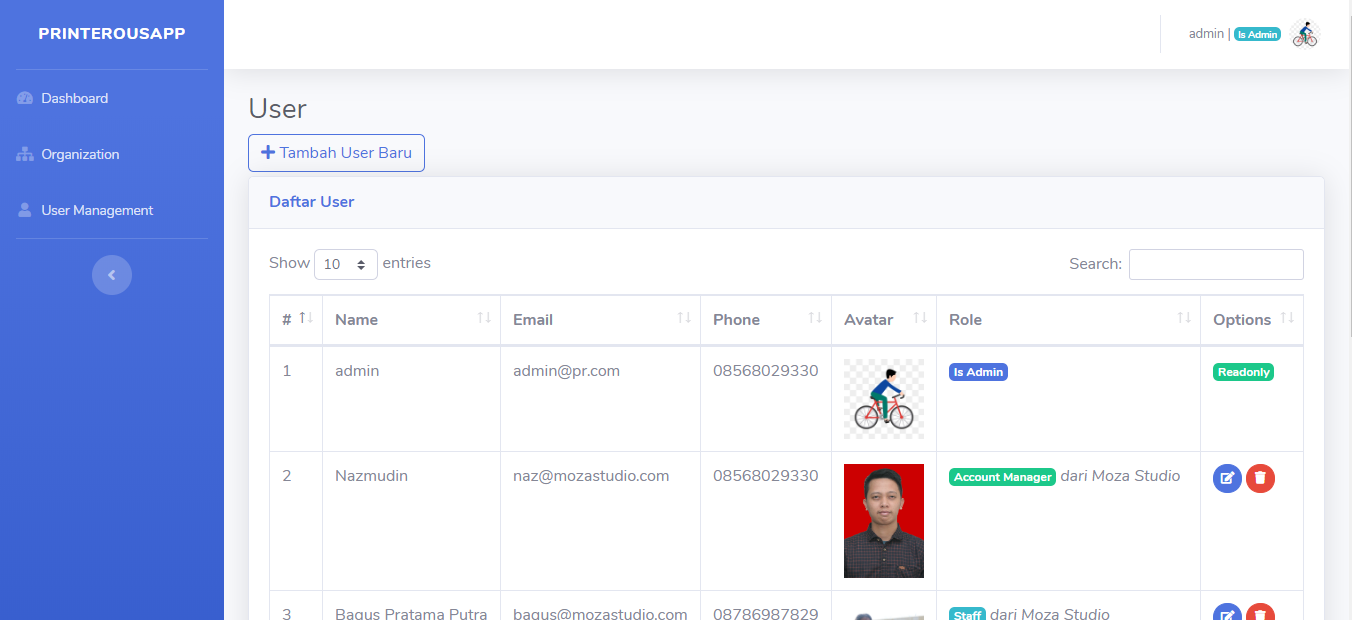 PRINTEROUSAPP
admin | Is Admin
Dashboard
Organization
User Management
User
Tambah User Baru
Daftar User
Show 10 entries
Search:
# Name Email Phone Avatar Role Options
1 admin admin@pr.com 08568029330 Is Admin Readonly
2 Nazmudin naz@mozastudio.com 08568029330 Account Manager dari Moza Studio
3 Bagus Pratama Putra bagus@mozastudio.com 08786987829 Staff dari Moza Studio